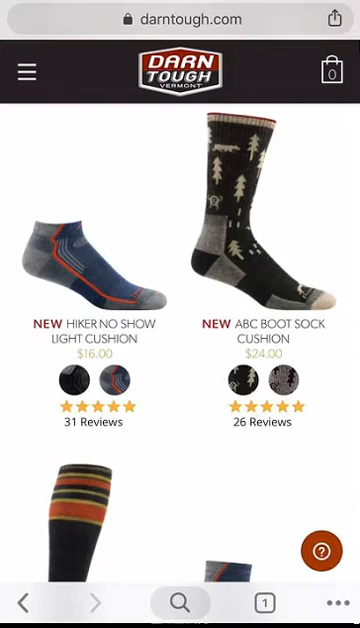 darntough.com
DARN
TOUGH
VERMONT
0
NEW HIKER NO SHOW
LIGHT CUSHION
$16.00
31 Reviews
NEW ABC BOOT SOCK
CUSHION
$24.00
26 Reviews
?
1